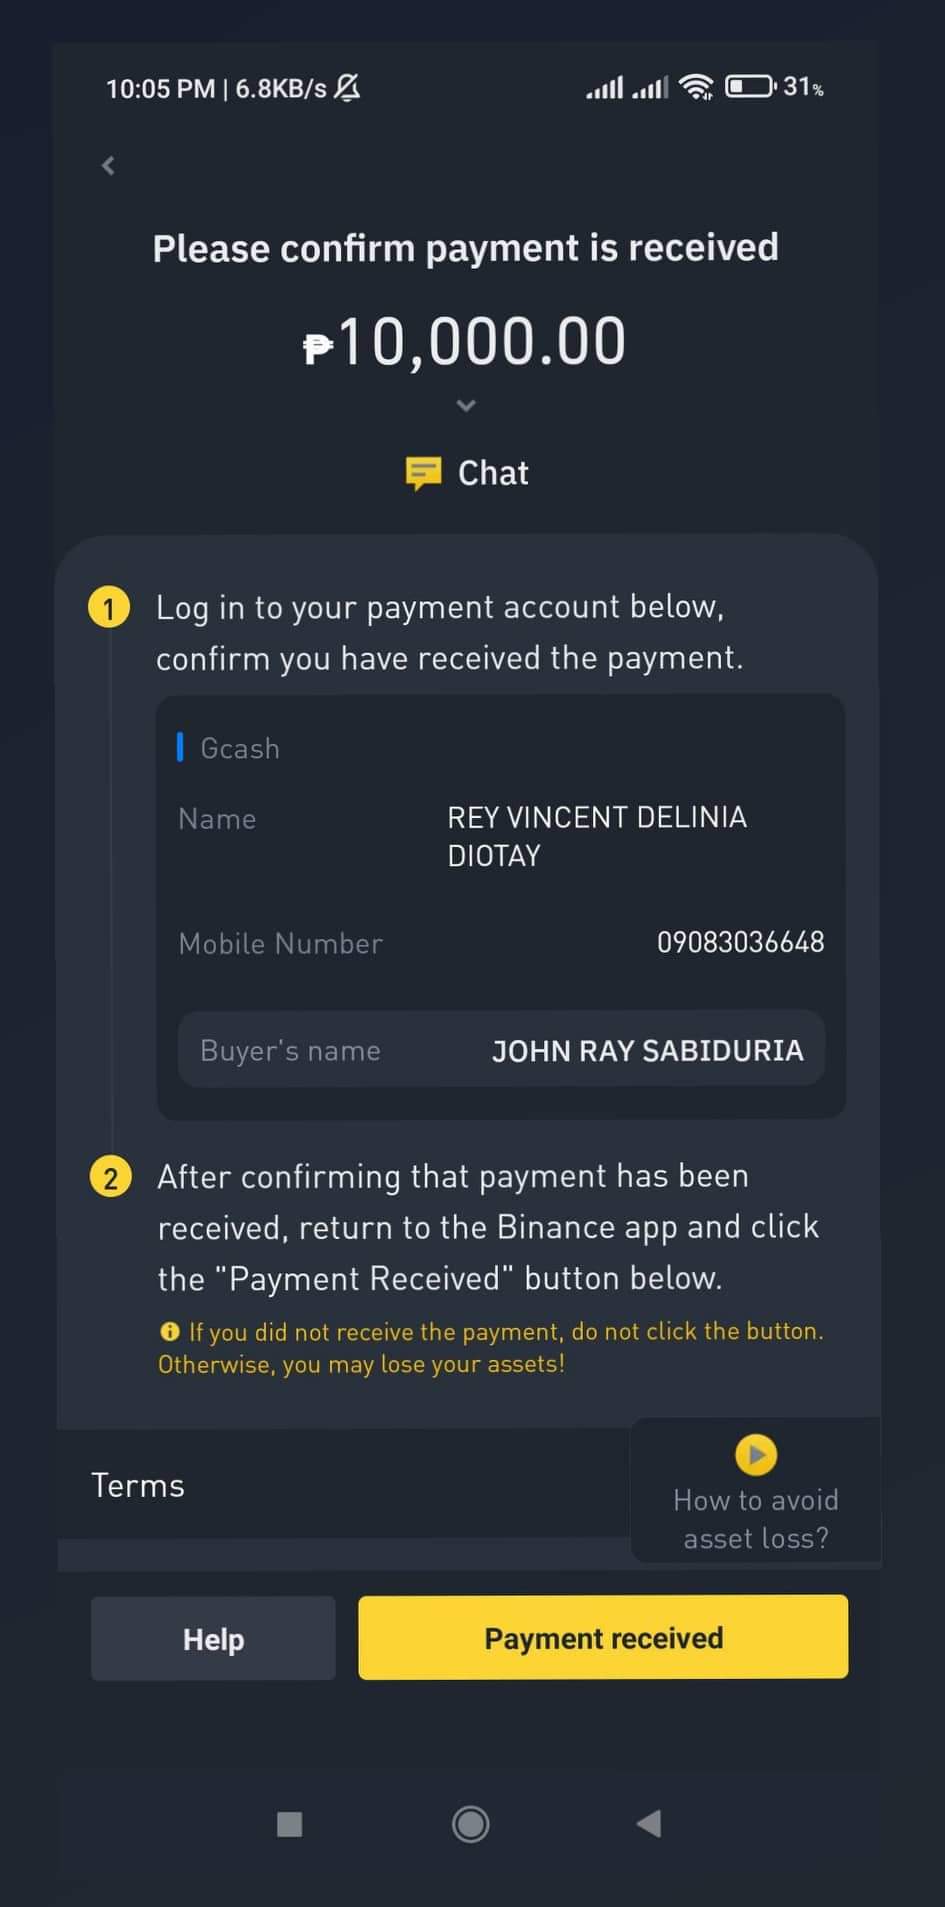 10:05 PM | 6.8KB/s 31%
Please confirm payment is received
₱10,000.00
Chat
1 Log in to your payment account below,
confirm you have received the payment.
Gcash
Name REY VINCENT DELINIA
DIOTAY
Mobile Number 09083036648
Buyer's name JOHN RAY SABIDURIA
2 After confirming that payment has been
received, return to the Binance app and click
the "Payment Received" button below.
If you did not receive the payment, do not click the button.
Otherwise, you may lose your assets!
Terms
How to avoid
asset loss?
Help Payment received